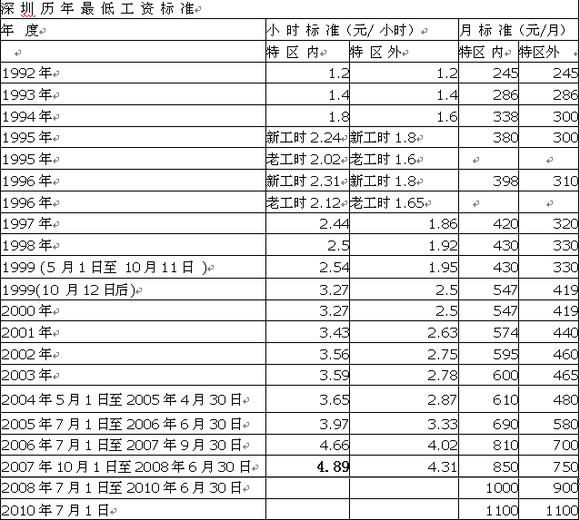 深圳历年最低工资标准
年 度 小时标准（元/小时） 月标准（元/月）
特区内 特区外 特区内 特区外
1992年 1.2 1.2 245 245
1993年 1.4 1.4 286 286
1994年 1.8 1.6 338 300
1995年 新工时2.24 新工时1.8 380 300
1995年 老工时2.02 老工时1.6
1996年 新工时2.31 新工时1.8 398 310
1996年 老工时2.12 老工时1.65
1997年 2.44 1.86 420 320
1998年 2.5 1.92 430 330
1999 (5月1日至 10月11日 ) 2.54 1.95 430 330
1999(10 月12日后) 3.27 2.5 547 419
2000年 3.27 2.5 547 419
2001年 3.43 2.63 574 440
2002年 3.56 2.75 595 460
2003年 3.59 2.78 600 465
2004年5月1日至2005年4月30日 3.65 2.87 610 480
2005年7月1日至2006年6月30日 3.97 3.33 690 580
2006年7月1日至2007年9月30日 4.66 4.02 810 700
2007年10月1日至2008年6月30日 4.89 4.31 850 750
2008年7月1日至2010年6月30日 1000 900
2010年7月1日 1100 1100